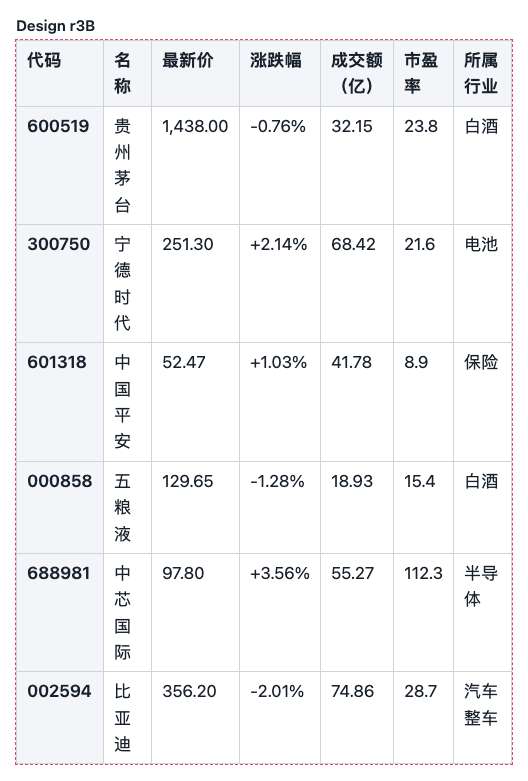 Design r3B
代码 名称 最新价 涨跌幅 成交额（亿） 市盈率 所属行业
600519 贵州茅台 1,438.00 -0.76% 32.15 23.8 白酒
300750 宁德时代 251.30 +2.14% 68.42 21.6 电池
601318 中国平安 52.47 +1.03% 41.78 8.9 保险
000858 五粮液 129.65 -1.28% 18.93 15.4 白酒
688981 中芯国际 97.80 +3.56% 55.27 112.3 半导体
002594 比亚迪 356.20 -2.01% 74.86 28.7 汽车整车